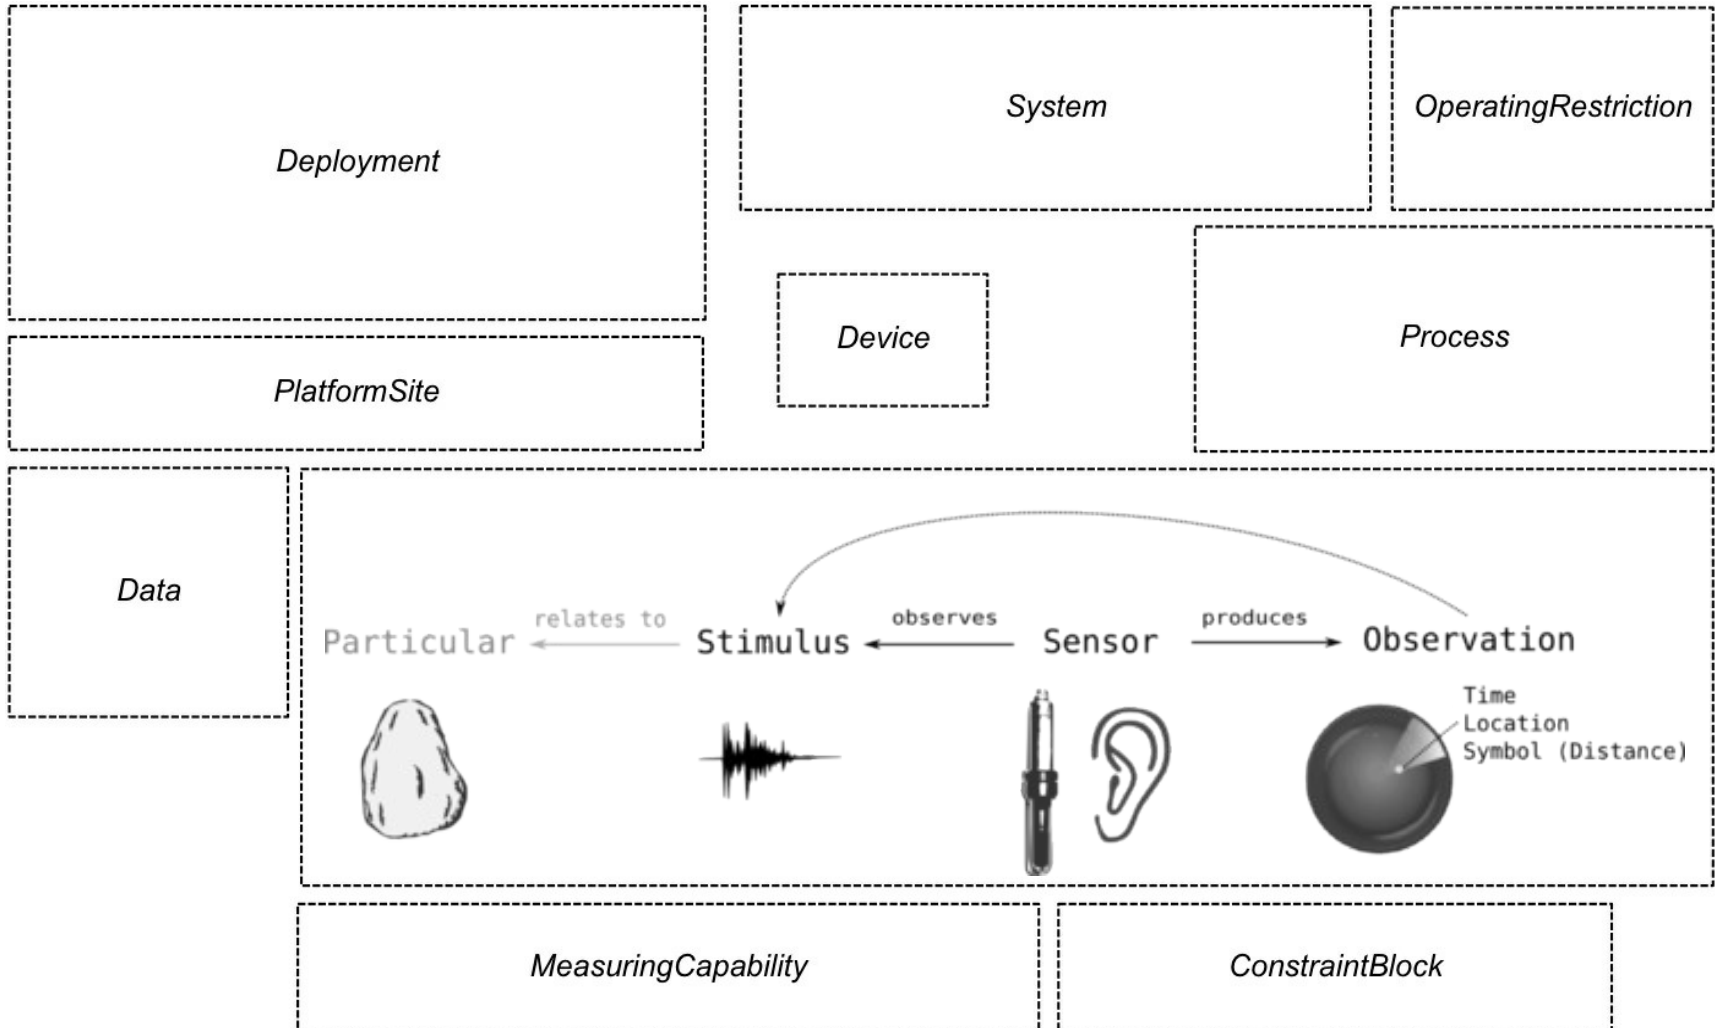 System
OperatingRestriction
Deployment
Device
Process
PlatformSite
Data
relates to
observes
produces
Particular
Stimulus
Sensor
Observation
Time
Location
Symbol (Distance)
MeasuringCapability
ConstraintBlock